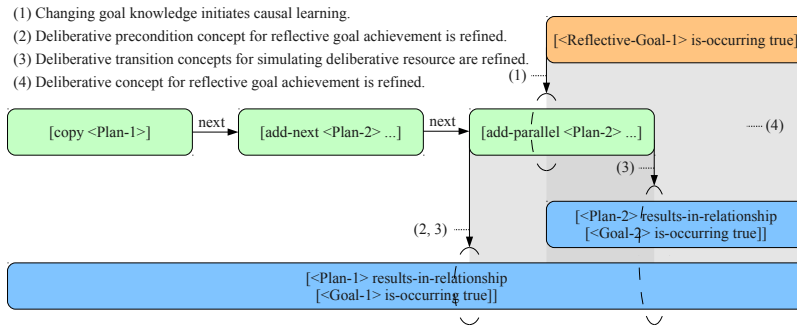 (1) Changing goal knowledge initiates causal learning.
(2) Deliberative precondition concept for reflective goal achievement is refined.
(3) Deliberative transition concepts for simulating deliberative resource are refined.
(4) Deliberative concept for reflective goal achievement is refined.
[<Reflective-Goal-1> is-occurring true]
(1)
[copy <Plan-1>]
next
[add-next <Plan-2> ...]
next
[add-parallel <Plan-2> ...]
(4)
(3)
[<Plan-2> results-in-relationship
[<Goal-2> is-occurring true]]
(2, 3)
[<Plan-1> results-in-relationship
[<Goal-1> is-occurring true]]